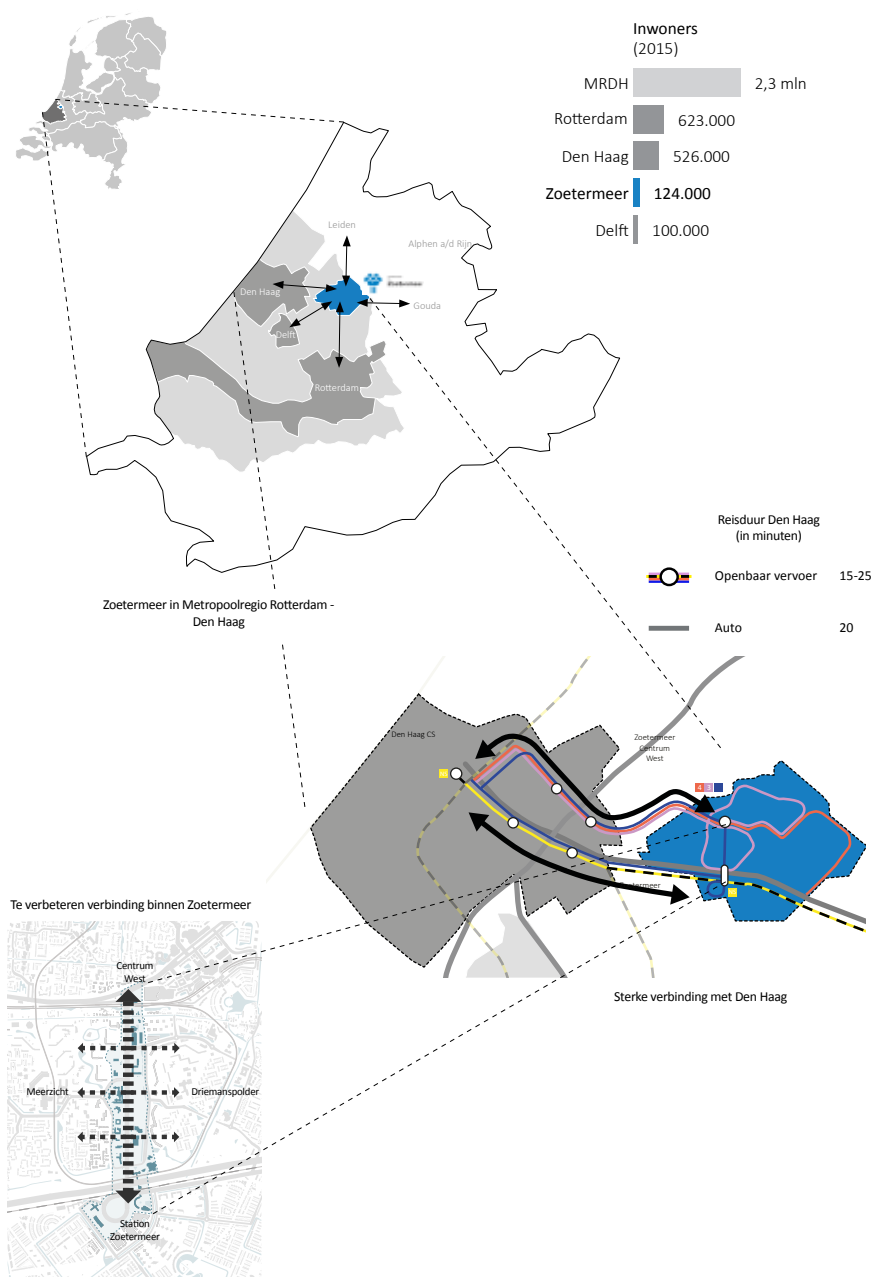 Inwoners
(2015)
MRDH 2,3 mln
Rotterdam 623.000
Den Haag 526.000
Zoetermeer 124.000
Delft 100.000
Leiden
Alphen a/d Rijn
Den Haag
Gouda
Delft
Rotterdam
Zoetermeer in Metropoolregio Rotterdam -
Den Haag
Reisduur Den Haag
(in minuten)
Openbaar vervoer 15-25
Auto 20
Den Haag CS
Zoetermeer
Centrum
West
4 3
Zoetermeer
Sterke verbinding met Den Haag
Te verbeteren verbinding binnen Zoetermeer
Centrum
West
Meerzicht
Driemanspolder
Station
Zoetermeer